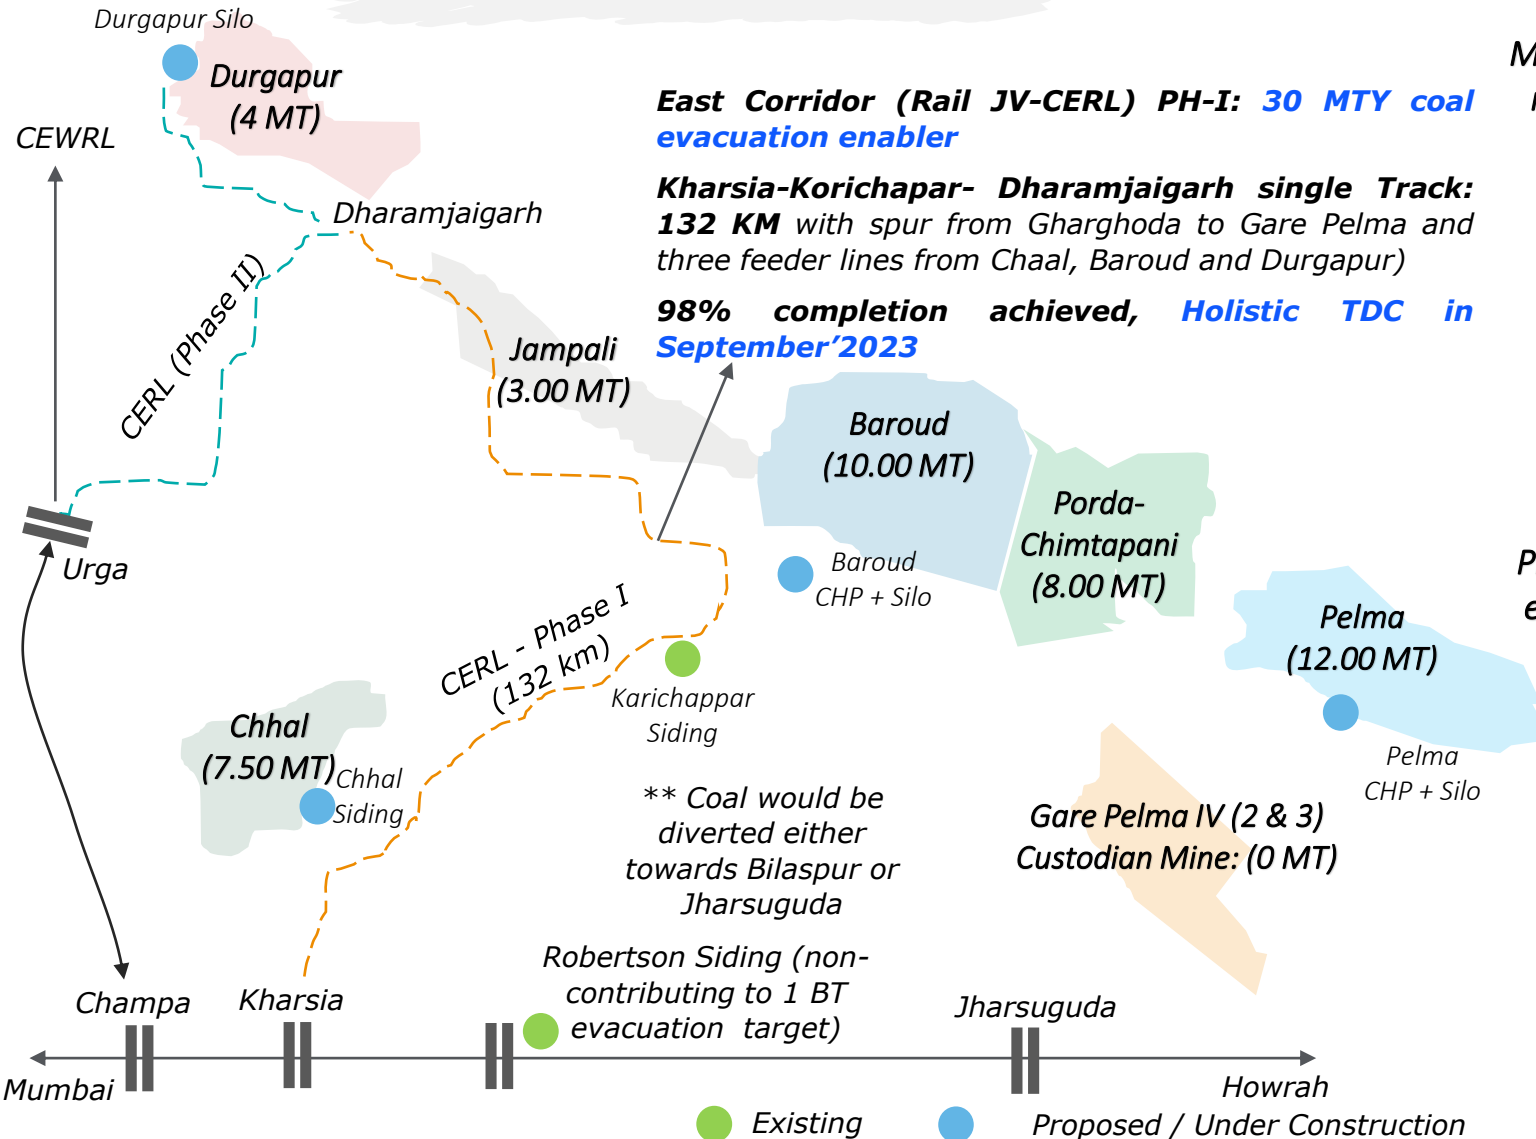 Durgapur Silo
Durgapur
(4 MT)
CEWRL
East Corridor (Rail JV-CERL) PH-I: 30 MTY coal
evacuation enabler
Kharsia-Korichapar- Dharamjaigarh single Track:
132 KM with spur from Gharghoda to Gare Pelma and
three feeder lines from Chaal, Baroud and Durgapur)
98% completion achieved, Holistic TDC in
September’2023
Dharamjaigarh
CERL (Phase II)
Jampali
(3.00 MT)
Baroud
(10.00 MT)
Porda-
Chimtapani
(8.00 MT)
Urga
Baroud
CHP + Silo
Pelma
(12.00 MT)
CERL - Phase I
(132 km)
Karichappar
Siding
Chhal
(7.50 MT)
Chhal
Siding
Pelma
CHP + Silo
** Coal would be
diverted either
towards Bilaspur or
Jharsuguda
Gare Pelma IV (2 & 3)
Custodian Mine: (0 MT)
Robertson Siding (non-
contributing to 1 BT
evacuation target)
Champa
Kharsia
Jharsuguda
Mumbai
Howrah
Existing
Proposed / Under Construction